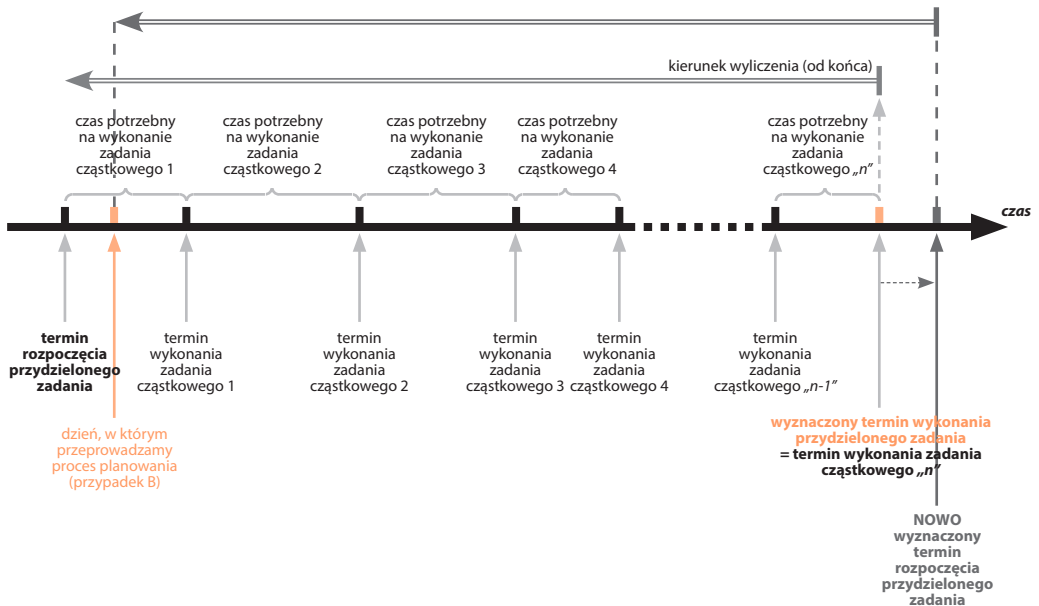 kierunek wyliczenia (od końca)
czas potrzebny
na wykonanie
zadania
cząstkowego 1
czas potrzebny
na wykonanie
zadania
cząstkowego 2
czas potrzebny
na wykonanie
zadania
cząstkowego 3
czas potrzebny
na wykonanie
zadania
cząstkowego 4
czas potrzebny
na wykonanie
zadania
cząstkowego „n”
czas
termin
rozpoczęcia
przydzielonego
zadania
termin
wykonania
zadania
cząstkowego 1
termin
wykonania
zadania
cząstkowego 2
termin
wykonania
zadania
cząstkowego 3
termin
wykonania
zadania
cząstkowego 4
termin
wykonania
zadania
cząstkowego „n-1”
dzień, w którym
przeprowadzamy
proces planowania
(przypadek B)
wyznaczony termin wykonania
przydzielonego zadania
= termin wykonania zadania
cząstkowego „n”
NOWO
wyznaczony
termin
rozpoczęcia
przydzielonego
zadania